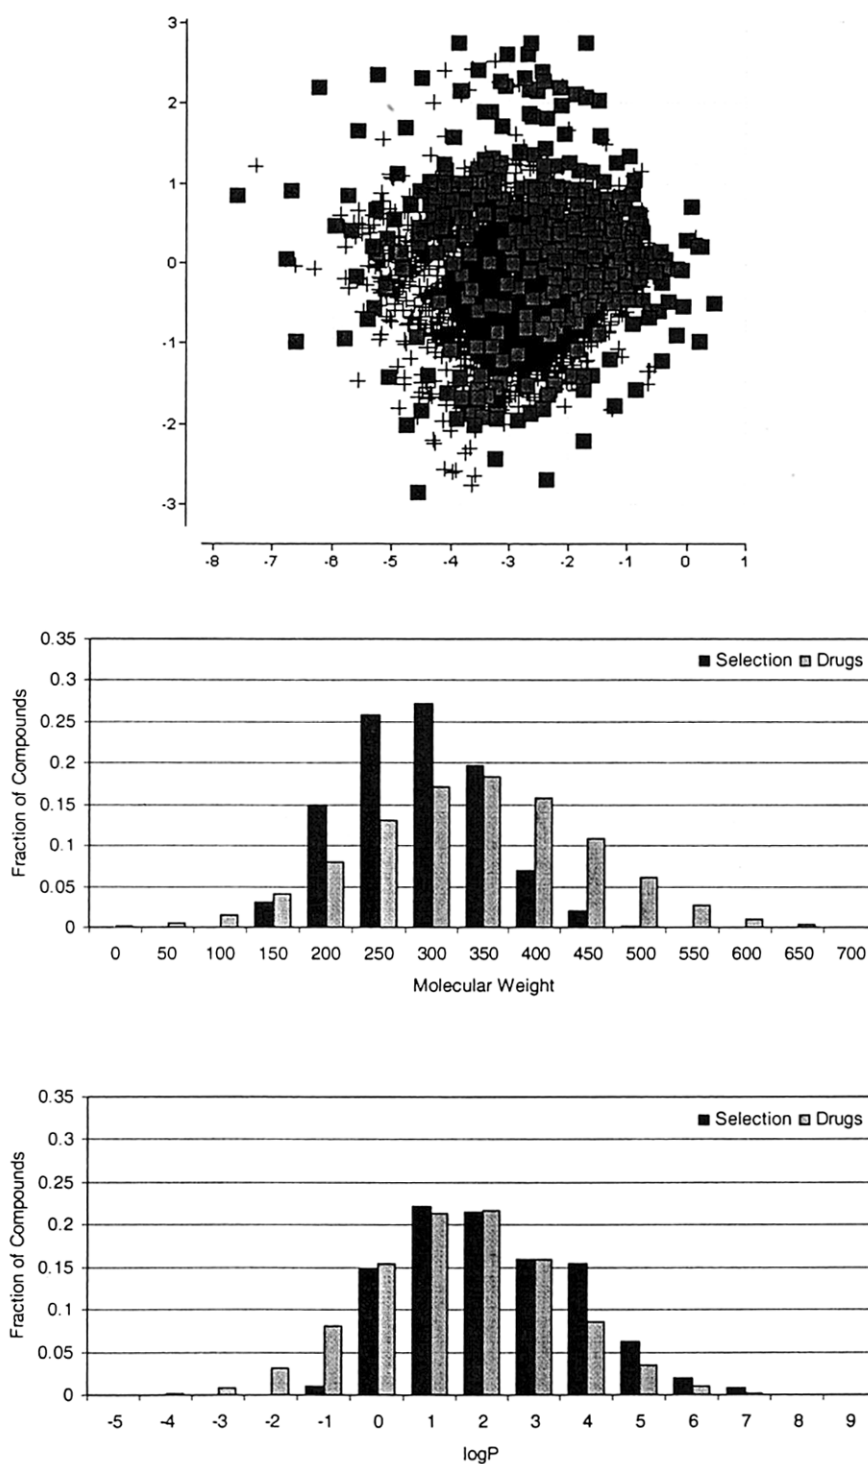 3
2
1
0
-1
-2
-3
-8 -7 -6 -5 -4 -3 -2 -1 0 1
0.35
0.3
0.25
0.2
0.15
0.1
0.05
0
Fraction of Compounds
Selection Drugs
0 50 100 150 200 250 300 350 400 450 500 550 600 650 700
Molecular Weight
0.35
0.3
0.25
0.2
0.15
0.1
0.05
0
Fraction of Compounds
Selection Drugs
-5 -4 -3 -2 -1 0 1 2 3 4 5 6 7 8 9
logP